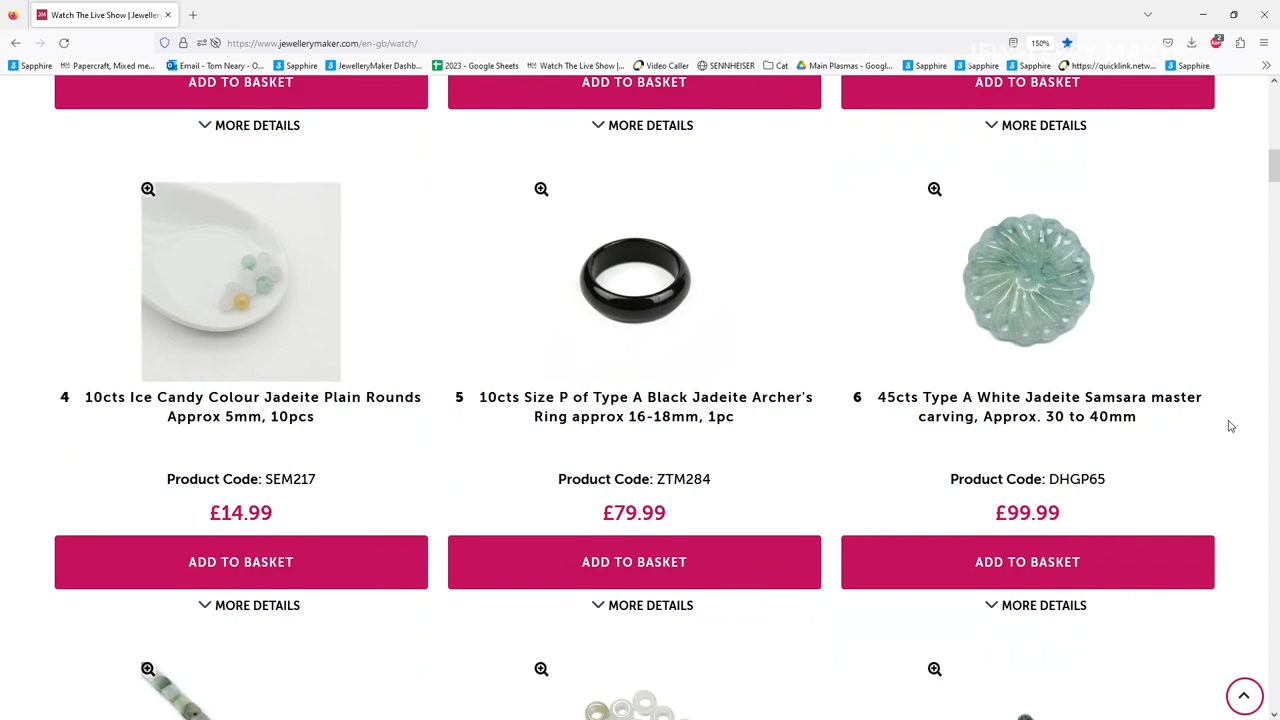 Watch The Live Show | Jeweller
https://www.jewellerymaker.com/en-gb/watch/
150%
2
Sapphire
Papercraft, Mixed me...
Email - Tom Neary - O...
Sapphire
JewelleryMaker Dashb...
2023 - Google Sheets
Watch The Live Show |...
Video Caller
SENNHEISER
Cat
Main Plasmas - Googl...
Sapphire
Sapphire
Sapphire
https://quicklink.netw...
Sapphire
ADD TO BASKET ADD TO BASKET ADD TO BASKET
MORE DETAILS MORE DETAILS MORE DETAILS
4 10cts Ice Candy Colour Jadeite Plain Rounds
Approx 5mm, 10pcs
Product Code: SEM217
£14.99
ADD TO BASKET
MORE DETAILS
5 10cts Size P of Type A Black Jadeite Archer's
Ring approx 16-18mm, 1pc
Product Code: ZTM284
£79.99
ADD TO BASKET
MORE DETAILS
6 45cts Type A White Jadeite Samsara master
carving, Approx. 30 to 40mm
Product Code: DHGP65
£99.99
ADD TO BASKET
MORE DETAILS